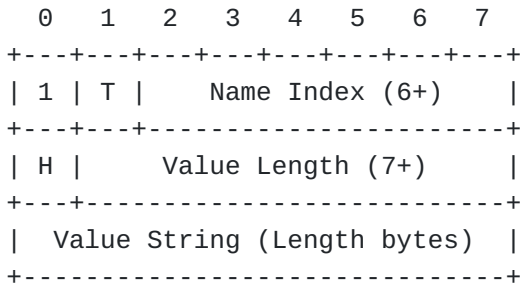 0   1   2   3   4   5   6   7
+---+---+---+---+---+---+---+---+
| 1 | T |    Name Index (6+)    |
+---+---+-----------------------+
| H |     Value Length (7+)     |
+---+---------------------------+
|  Value String (Length bytes)  |
+-------------------------------+